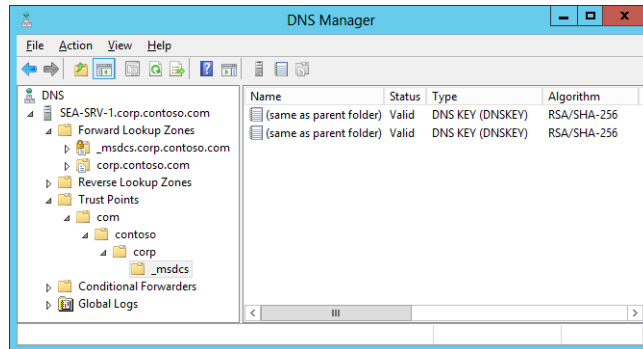 DNS Manager
File Action View Help
DNS
SEA-SRV-1.corp.contoso.com
Forward Lookup Zones
_msdcs.corp.contoso.com
corp.contoso.com
Reverse Lookup Zones
Trust Points
com
contoso
corp
_msdcs
Conditional Forwarders
Global Logs
Name Status Type Algorithm
(same as parent folder) Valid DNS KEY (DNSKEY) RSA/SHA-256
(same as parent folder) Valid DNS KEY (DNSKEY) RSA/SHA-256